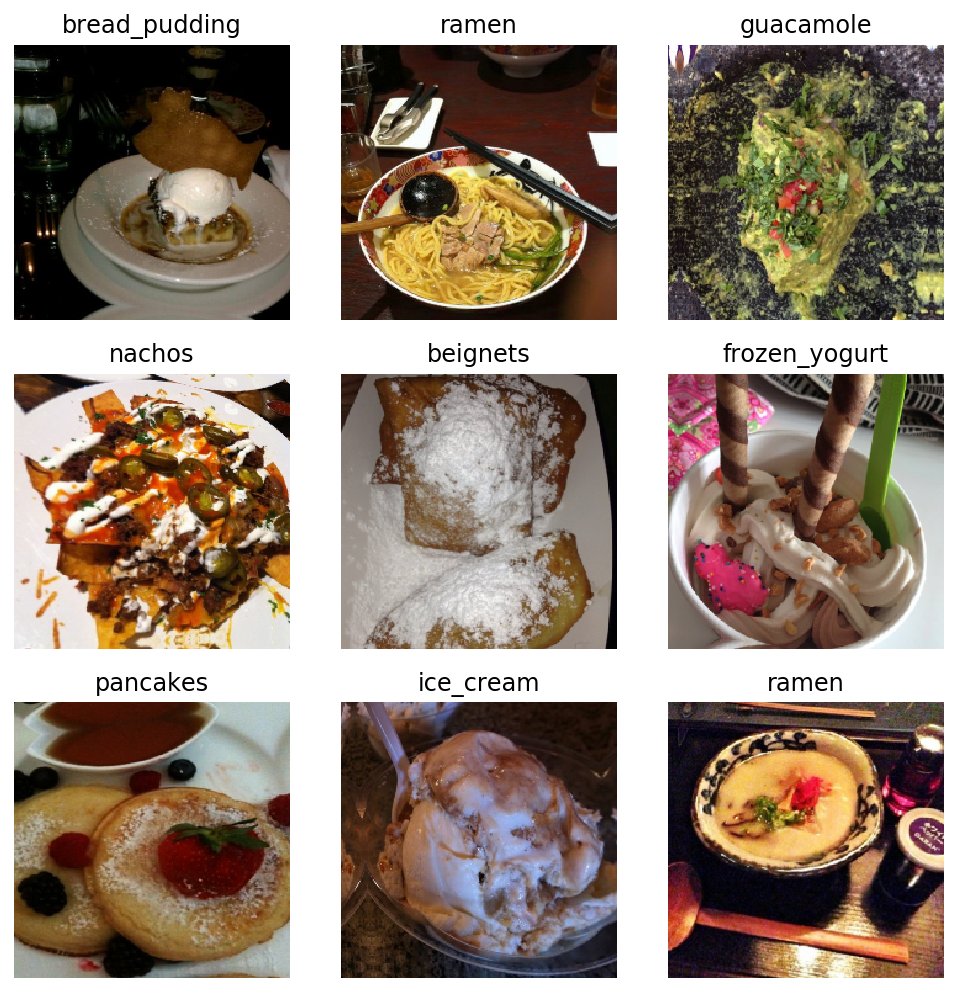 bread_pudding
ramen
guacamole
nachos
beignets
frozen_yogurt
pancakes
ice_cream
ramen